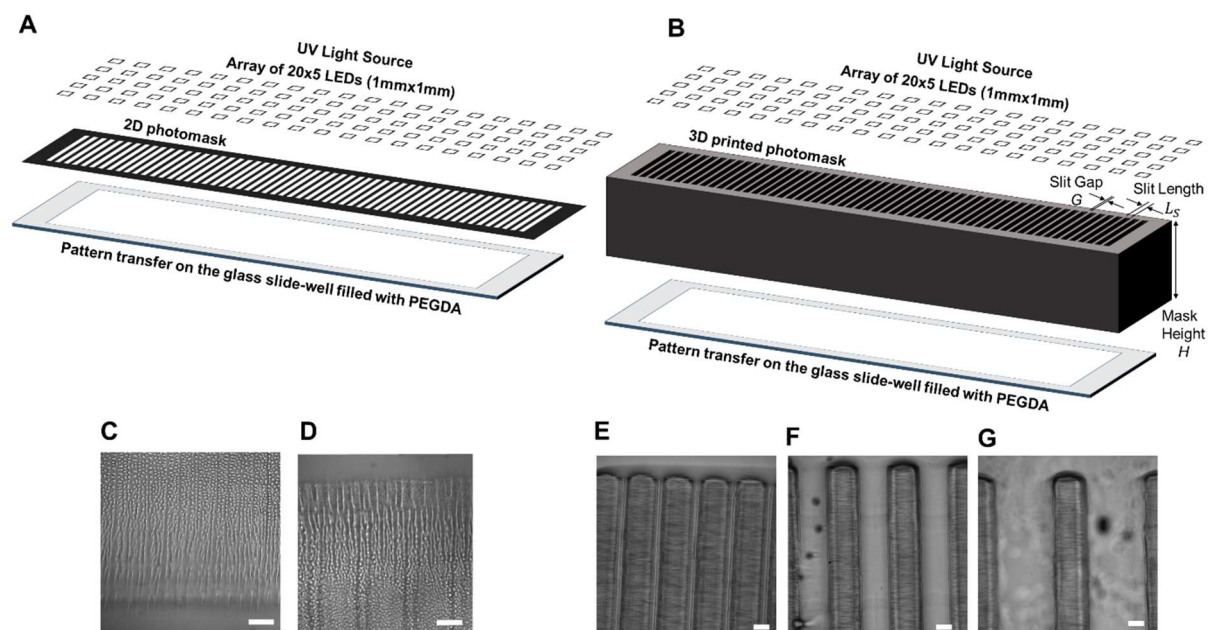 A
UV Light Source
Array of 20x5 LEDs (1mmx1mm)
2D photomask
Pattern transfer on the glass slide-well filled with PEGDA
B
UV Light Source
Array of 20x5 LEDs (1mmx1mm)
3D printed photomask
Slit Gap
G
Slit Length
LS
Mask
Height
H
Pattern transfer on the glass slide-well filled with PEGDA
C
D
E
F
G